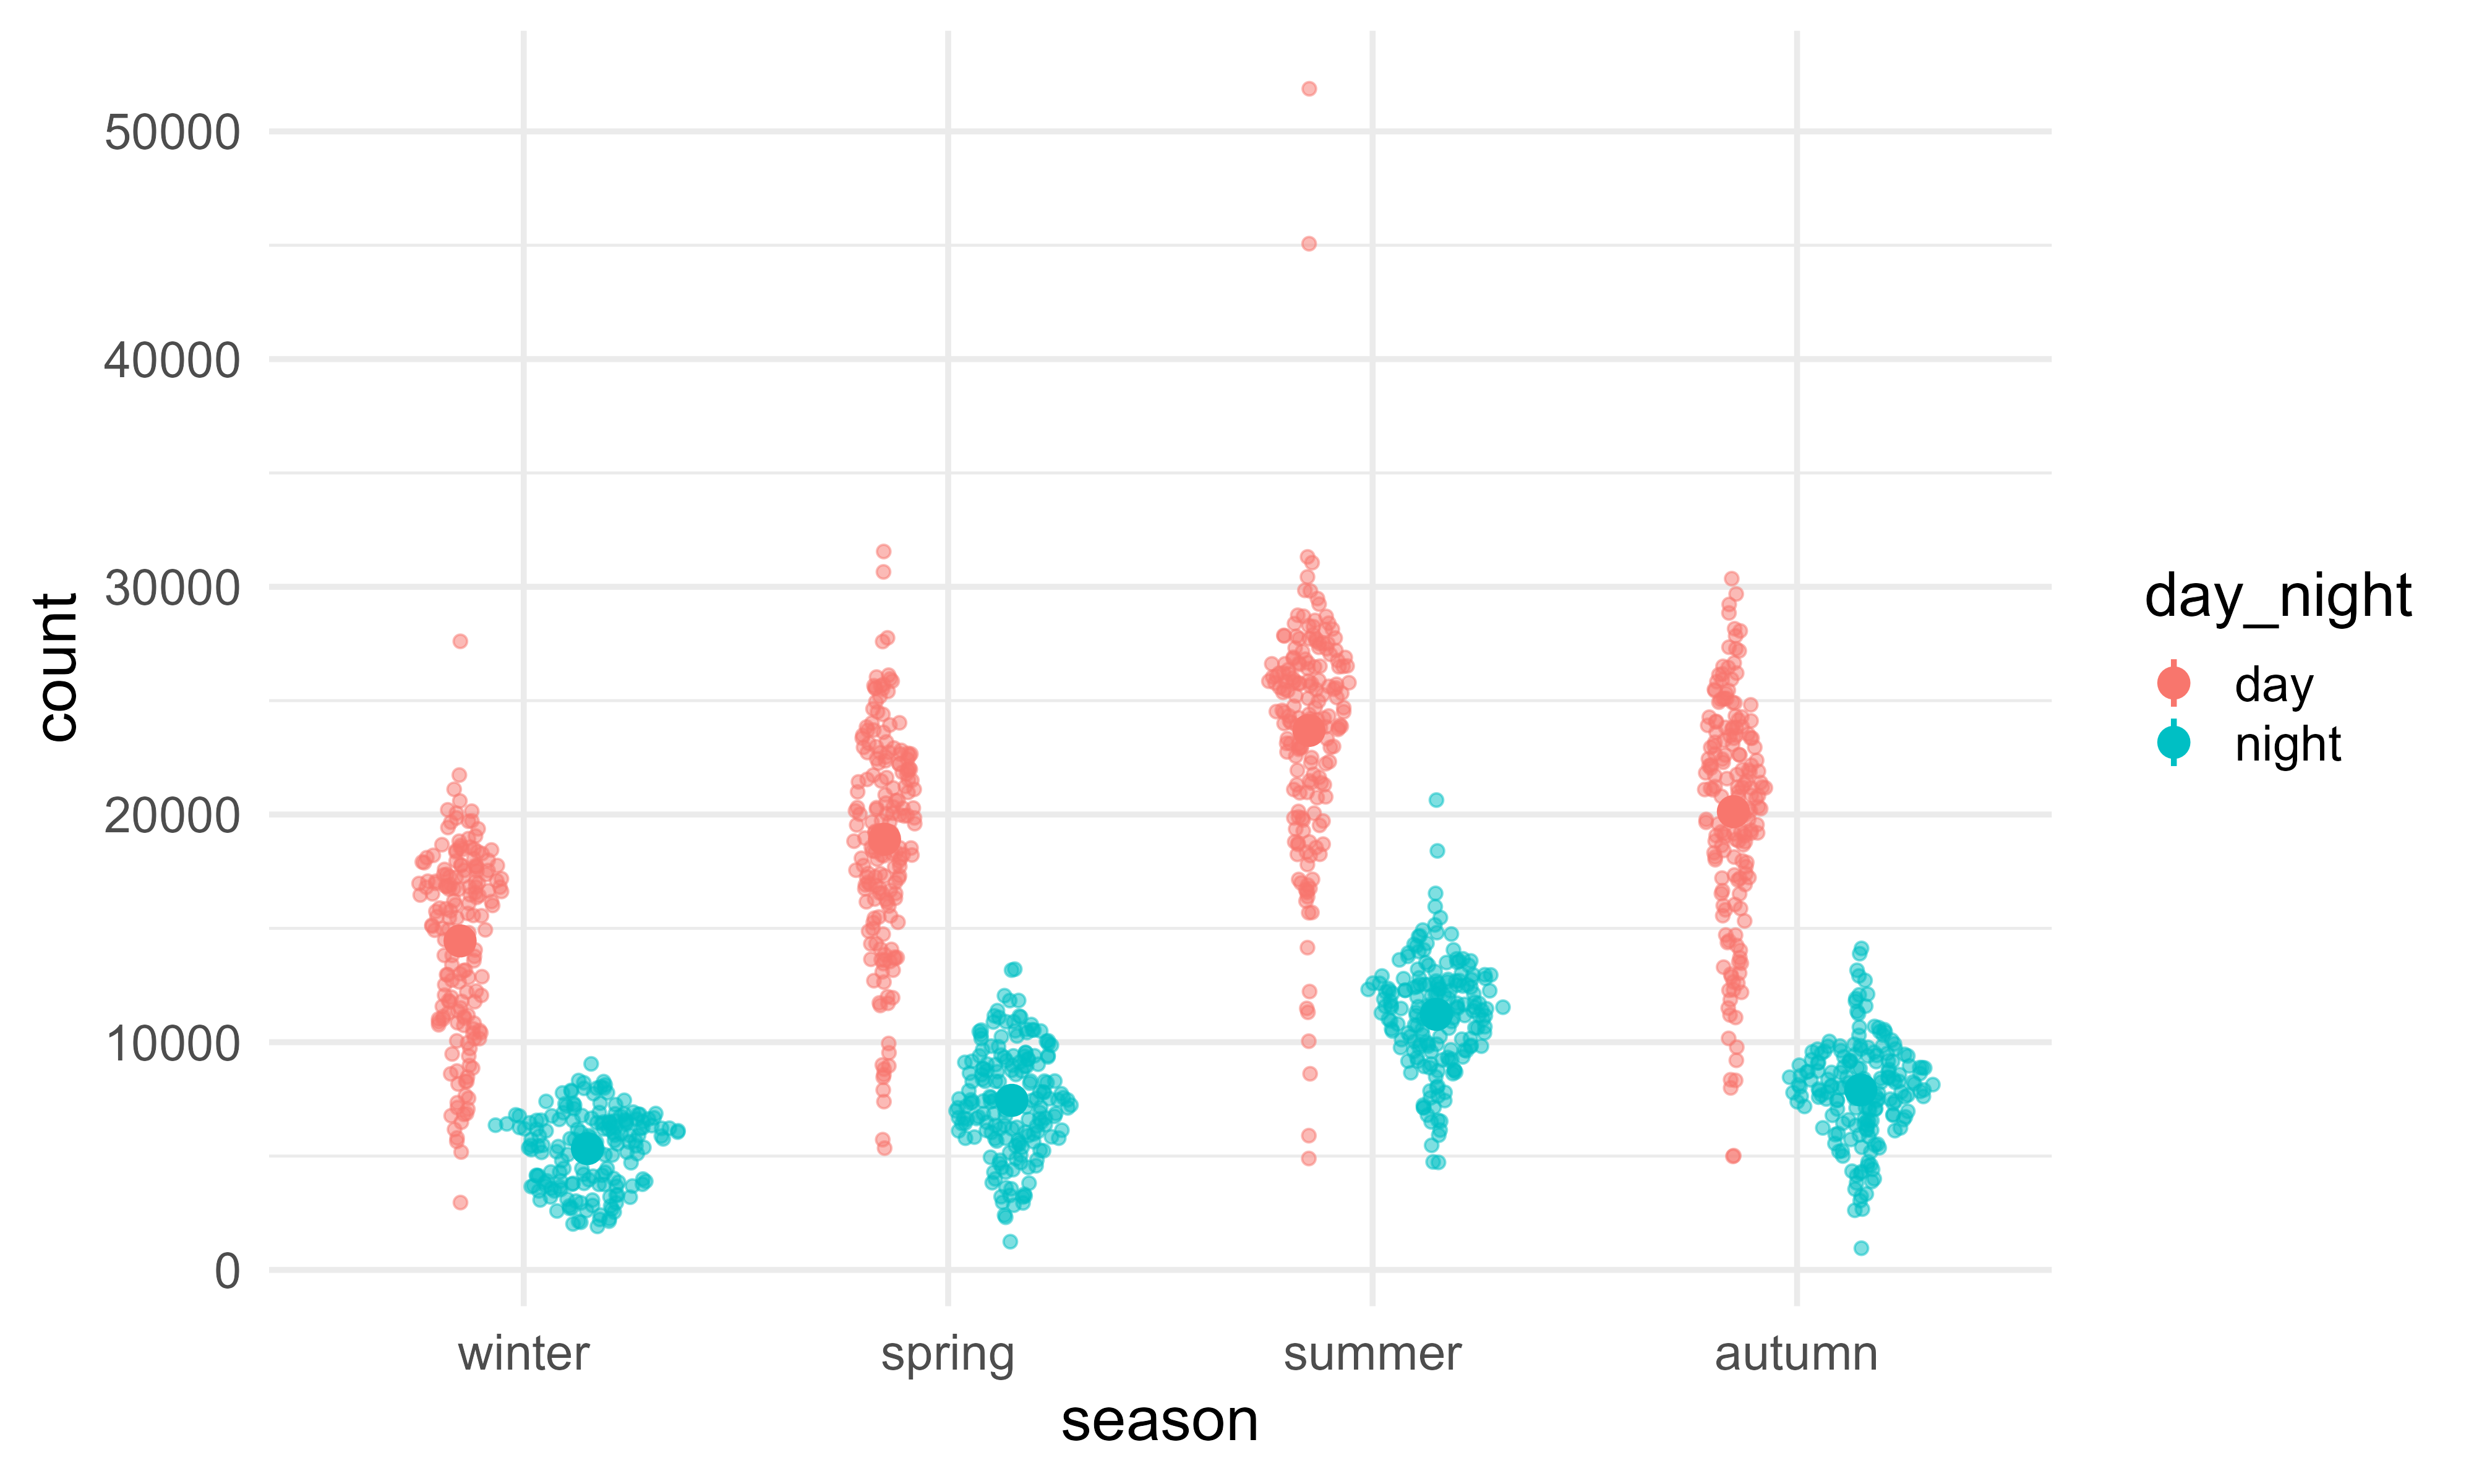 50000
40000
30000
20000
10000
0
count
winter
spring
summer
autumn
season
day_night
day
night